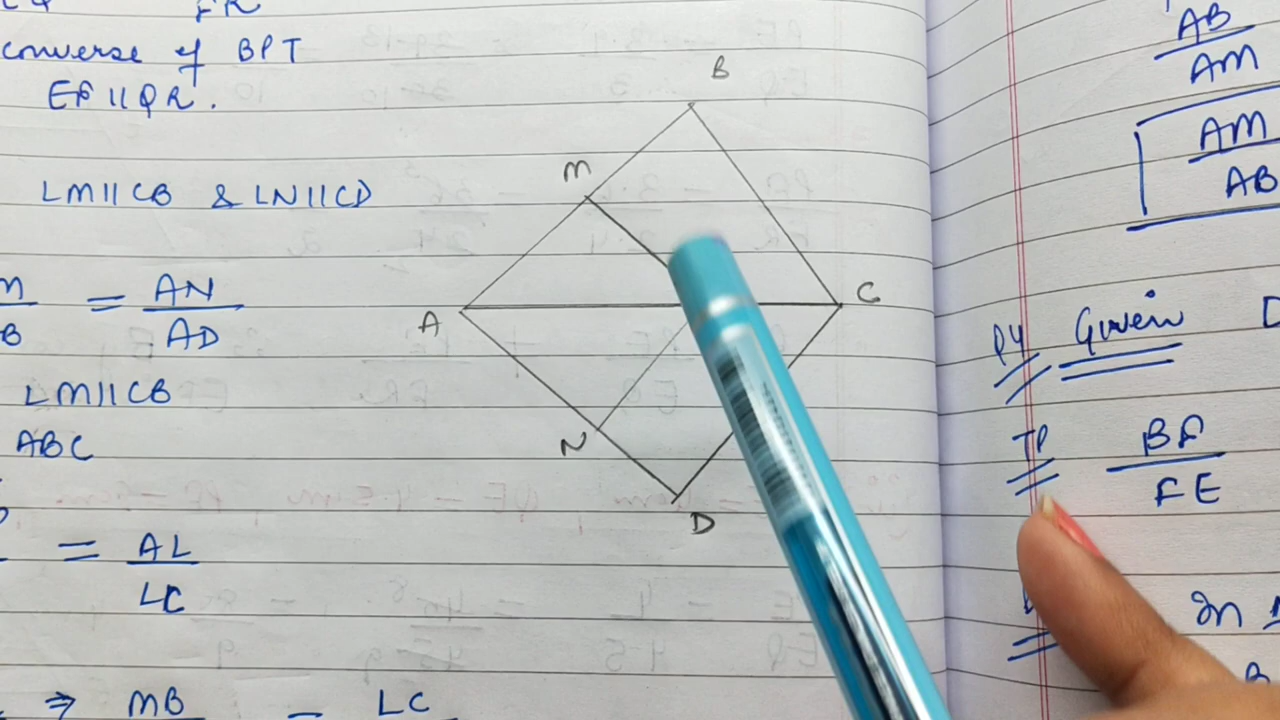 converse of BPT
EF || QR.
LM || CB & LN || CD
= AN
AD
LM || CB
ABC
= AL
LC
⇒ MB = LC
B
M
A
C
N
D
AB
AM
AM
AB
Given
TP
BF
FE
In